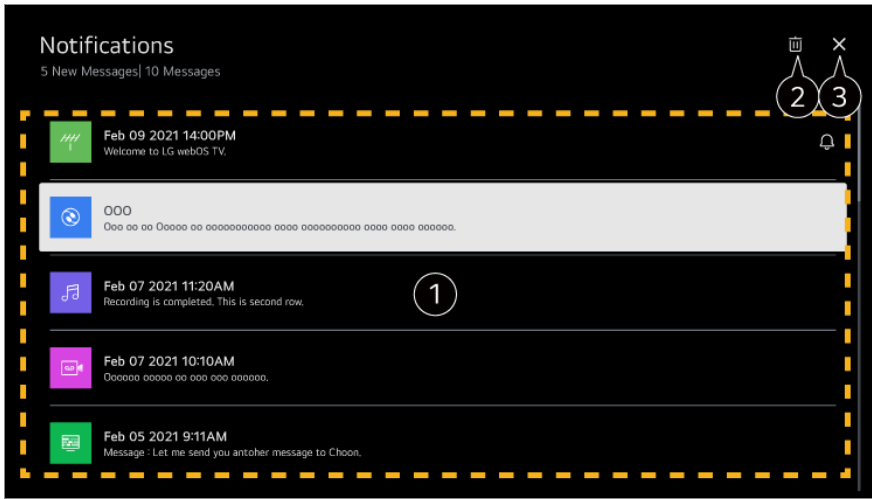 Notifications
5 New Messages| 10 Messages
2 3
Feb 09 2021 14:00PM
Welcome to LG webOS TV.
OOO
Ooo oo oo Ooooo oo ooooooooooo oooo oooooooooo oooo oooo oooooo.
Feb 07 2021 11:20AM
Recording is completed. This is second row.
1
Feb 07 2021 10:10AM
Oooooo ooooo oo ooo ooo oooooo.
Feb 05 2021 9:11AM
Message : Let me send you antoher message to Choon.